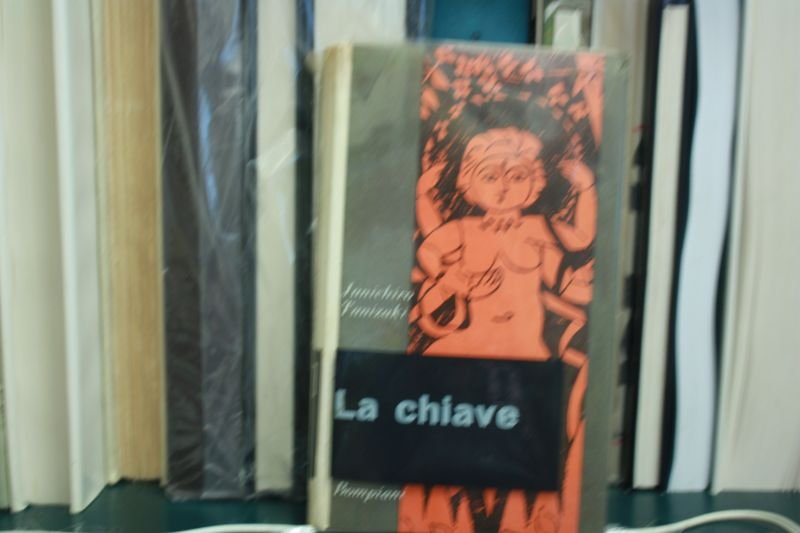 Junichiro
Tanizaki
La chiave
Bompiani